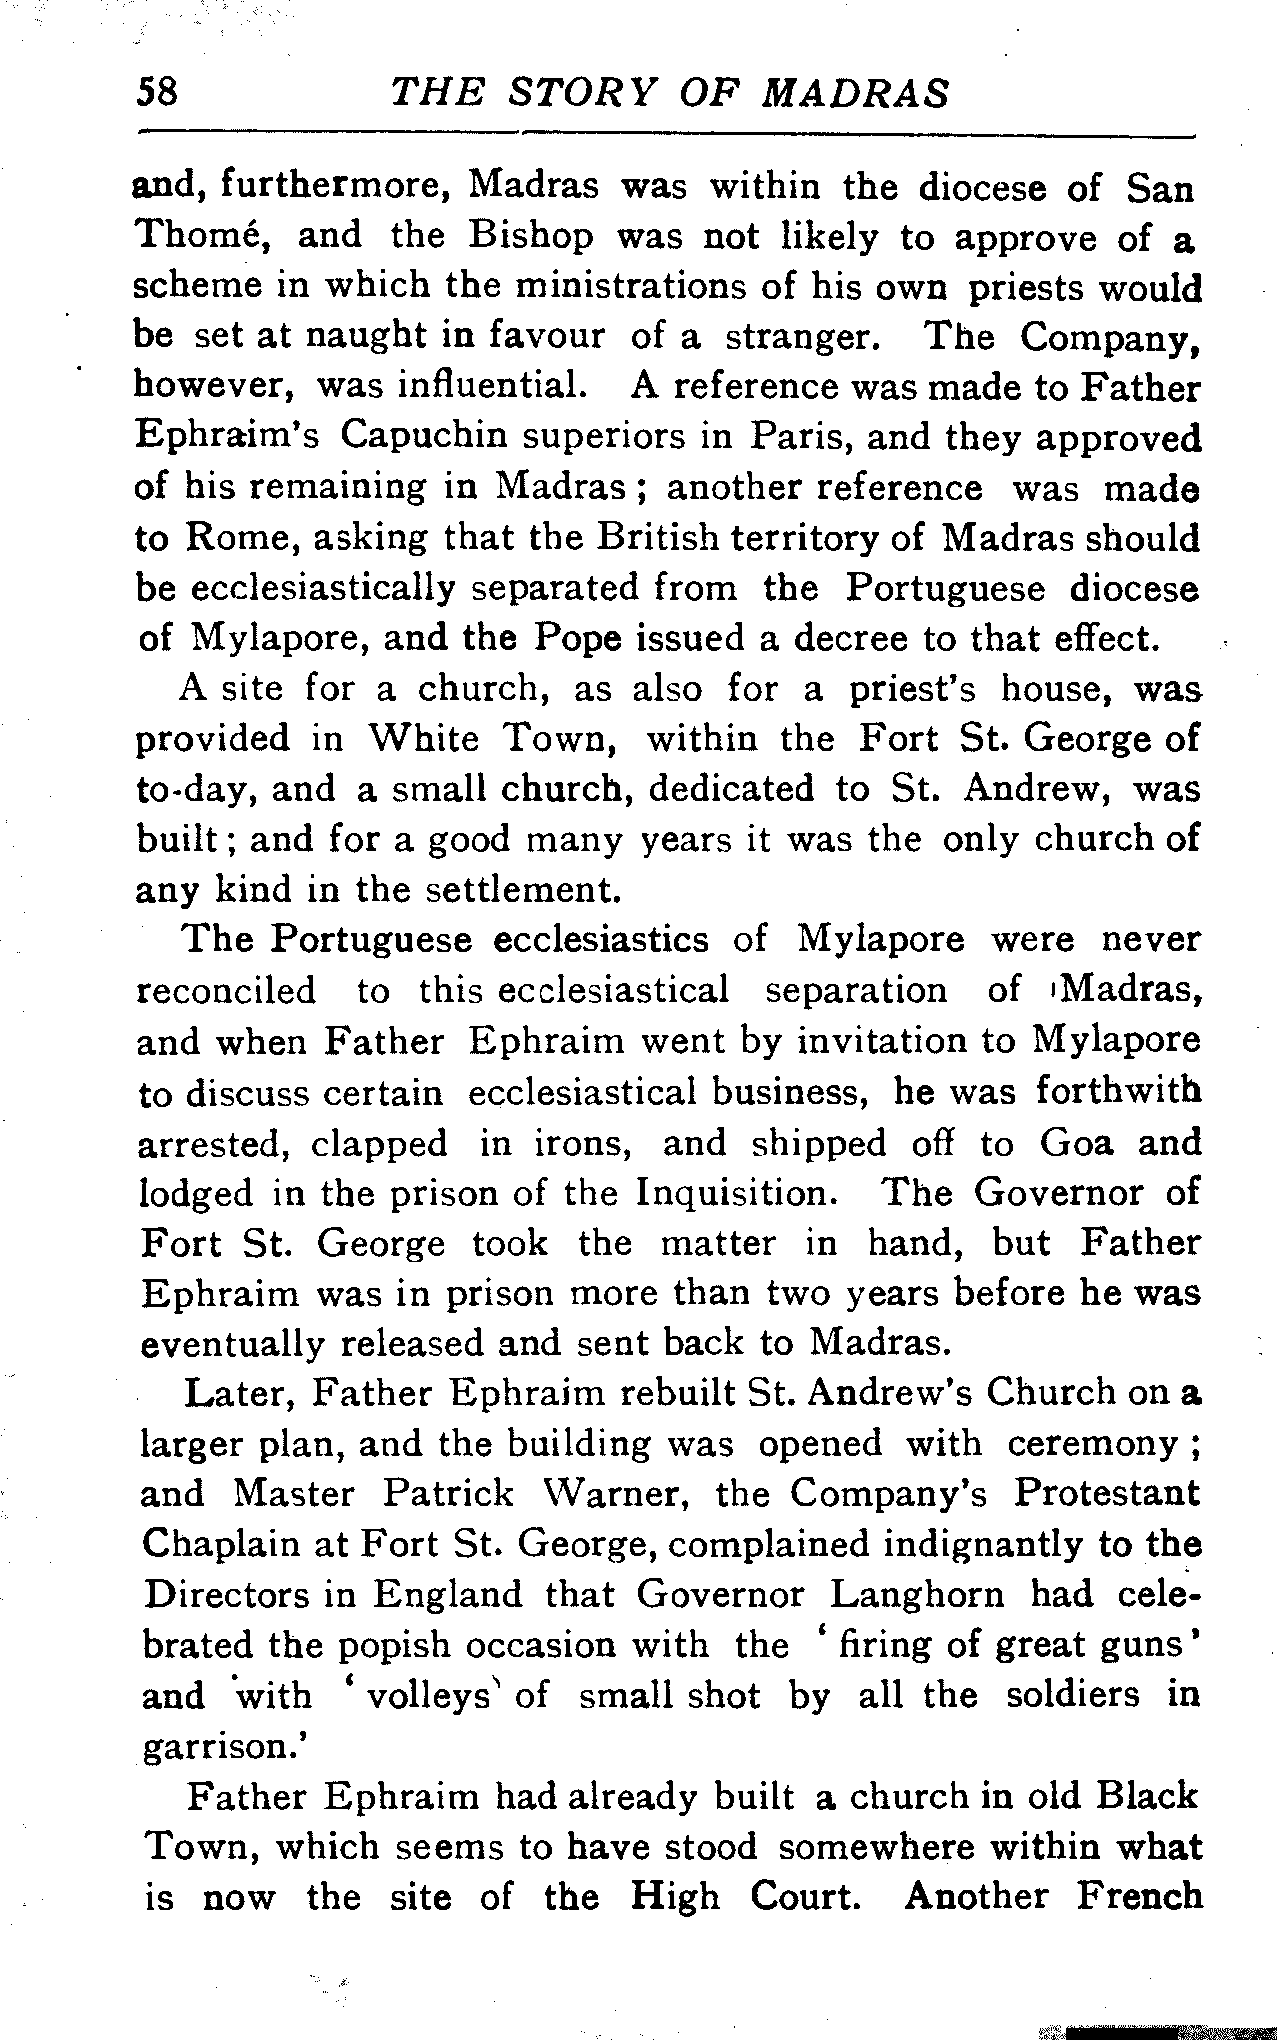 58 THE STORY OF MADRAS
and, furthermore, Madras was within the diocese of San
Thomé, and the Bishop was not likely to approve of a
scheme in which the ministrations of his own priests would
be set at naught in favour of a stranger. The Company,
however, was influential. A reference was made to Father
Ephraim's Capuchin superiors in Paris, and they approved
of his remaining in Madras ; another reference was made
to Rome, asking that the British territory of Madras should
be ecclesiastically separated from the Portuguese diocese
of Mylapore, and the Pope issued a decree to that effect.
A site for a church, as also for a priest's house, was
provided in White Town, within the Fort St. George of
to-day, and a small church, dedicated to St. Andrew, was
built ; and for a good many years it was the only church of
any kind in the settlement.
The Portuguese ecclesiastics of Mylapore were never
reconciled to this ecclesiastical separation of Madras,
and when Father Ephraim went by invitation to Mylapore
to discuss certain ecclesiastical business, he was forthwith
arrested, clapped in irons, and shipped off to Goa and
lodged in the prison of the Inquisition. The Governor of
Fort St. George took the matter in hand, but Father
Ephraim was in prison more than two years before he was
eventually released and sent back to Madras.
Later, Father Ephraim rebuilt St. Andrew's Church on a
larger plan, and the building was opened with ceremony ;
and Master Patrick Warner, the Company's Protestant
Chaplain at Fort St. George, complained indignantly to the
Directors in England that Governor Langhorn had cele-
brated the popish occasion with the ‘ firing of great guns’
and with ‘ volleys’ of small shot by all the soldiers in
garrison.’
Father Ephraim had already built a church in old Black
Town, which seems to have stood somewhere within what
is now the site of the High Court. Another French